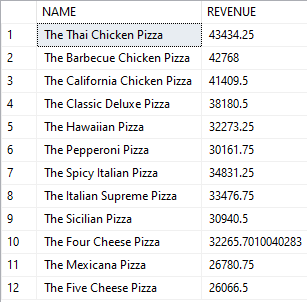 NAME REVENUE
1 The Thai Chicken Pizza 43434.25
2 The Barbecue Chicken Pizza 42768
3 The California Chicken Pizza 41409.5
4 The Classic Deluxe Pizza 38180.5
5 The Hawaiian Pizza 32273.25
6 The Pepperoni Pizza 30161.75
7 The Spicy Italian Pizza 34831.25
8 The Italian Supreme Pizza 33476.75
9 The Sicilian Pizza 30940.5
10 The Four Cheese Pizza 32265.7010040283
11 The Mexicana Pizza 26780.75
12 The Five Cheese Pizza 26066.5